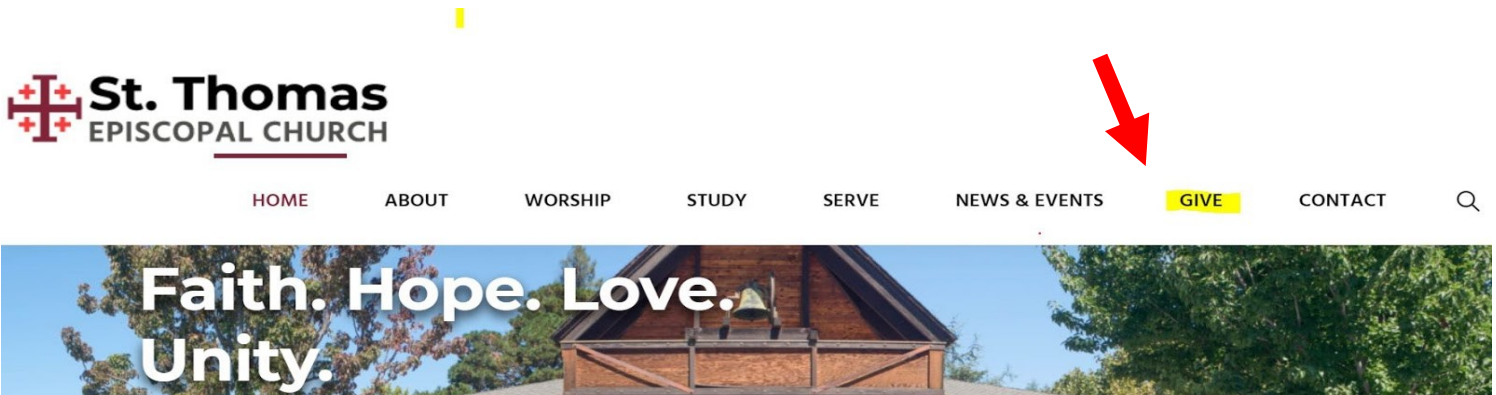 St. Thomas
EPISCOPAL CHURCH
HOME ABOUT WORSHIP STUDY SERVE NEWS & EVENTS GIVE CONTACT
Faith. Hope. Love.
Unity.